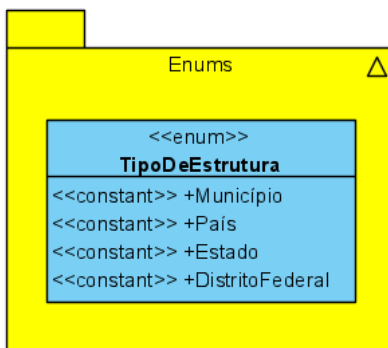 Enums
<<enum>>
TipoDeEstrutura
<<constant>> +Município
<<constant>> +País
<<constant>> +Estado
<<constant>> +DistritoFederal